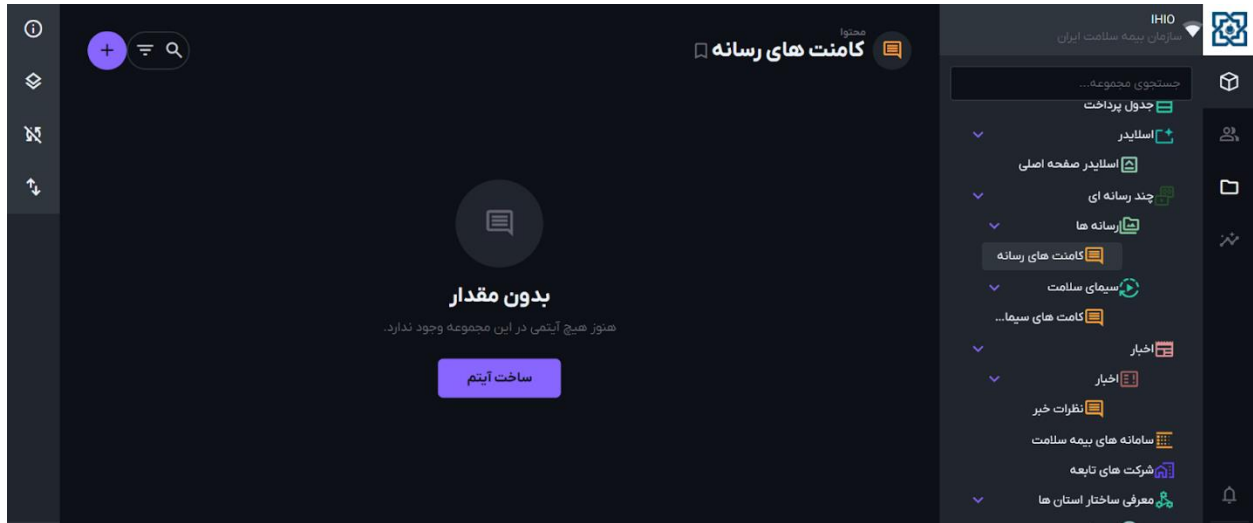 IHIO
سازمان بیمه سلامت ایران
جستجوی مجموعه...
جدول پرداخت
اسلایدر
اسلایدر صفحه اصلی
چند رسانه ای
رسانه ها
کامنت های رسانه
سیمای سلامت
کامت های سیما...
اخبار
اخبار
نظرات خبر
سامانه های بیمه سلامت
شرکت های تابعه
معرفی ساختار استان ها
محتوا
کامنت های رسانه
بدون مقدار
هنوز هیچ آیتمی در این مجموعه وجود ندارد.
ساخت آیتم